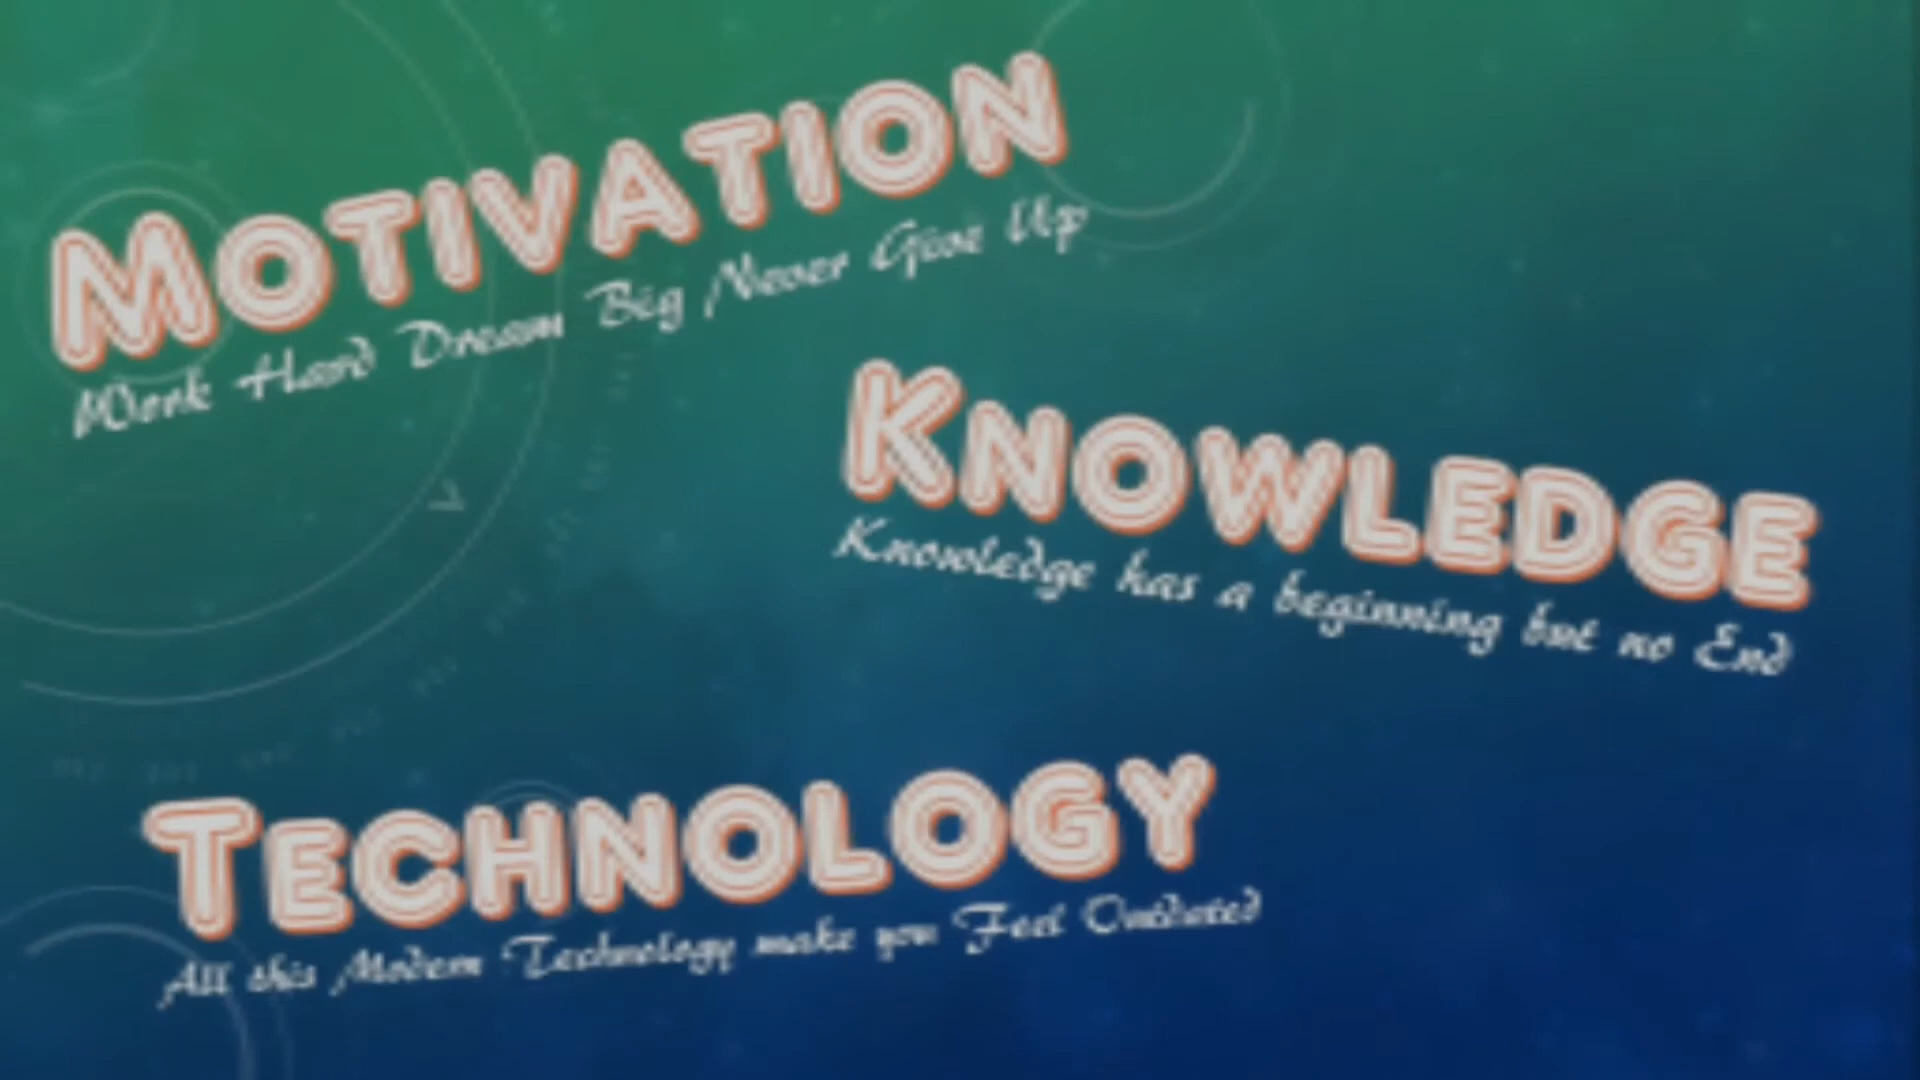 MOTIVATION
Work Hard Dream Big Never Give Up
KNOWLEDGE
Knowledge has a beginning but no End
TECHNOLOGY
All this Modern Technology make you Feel Outdated